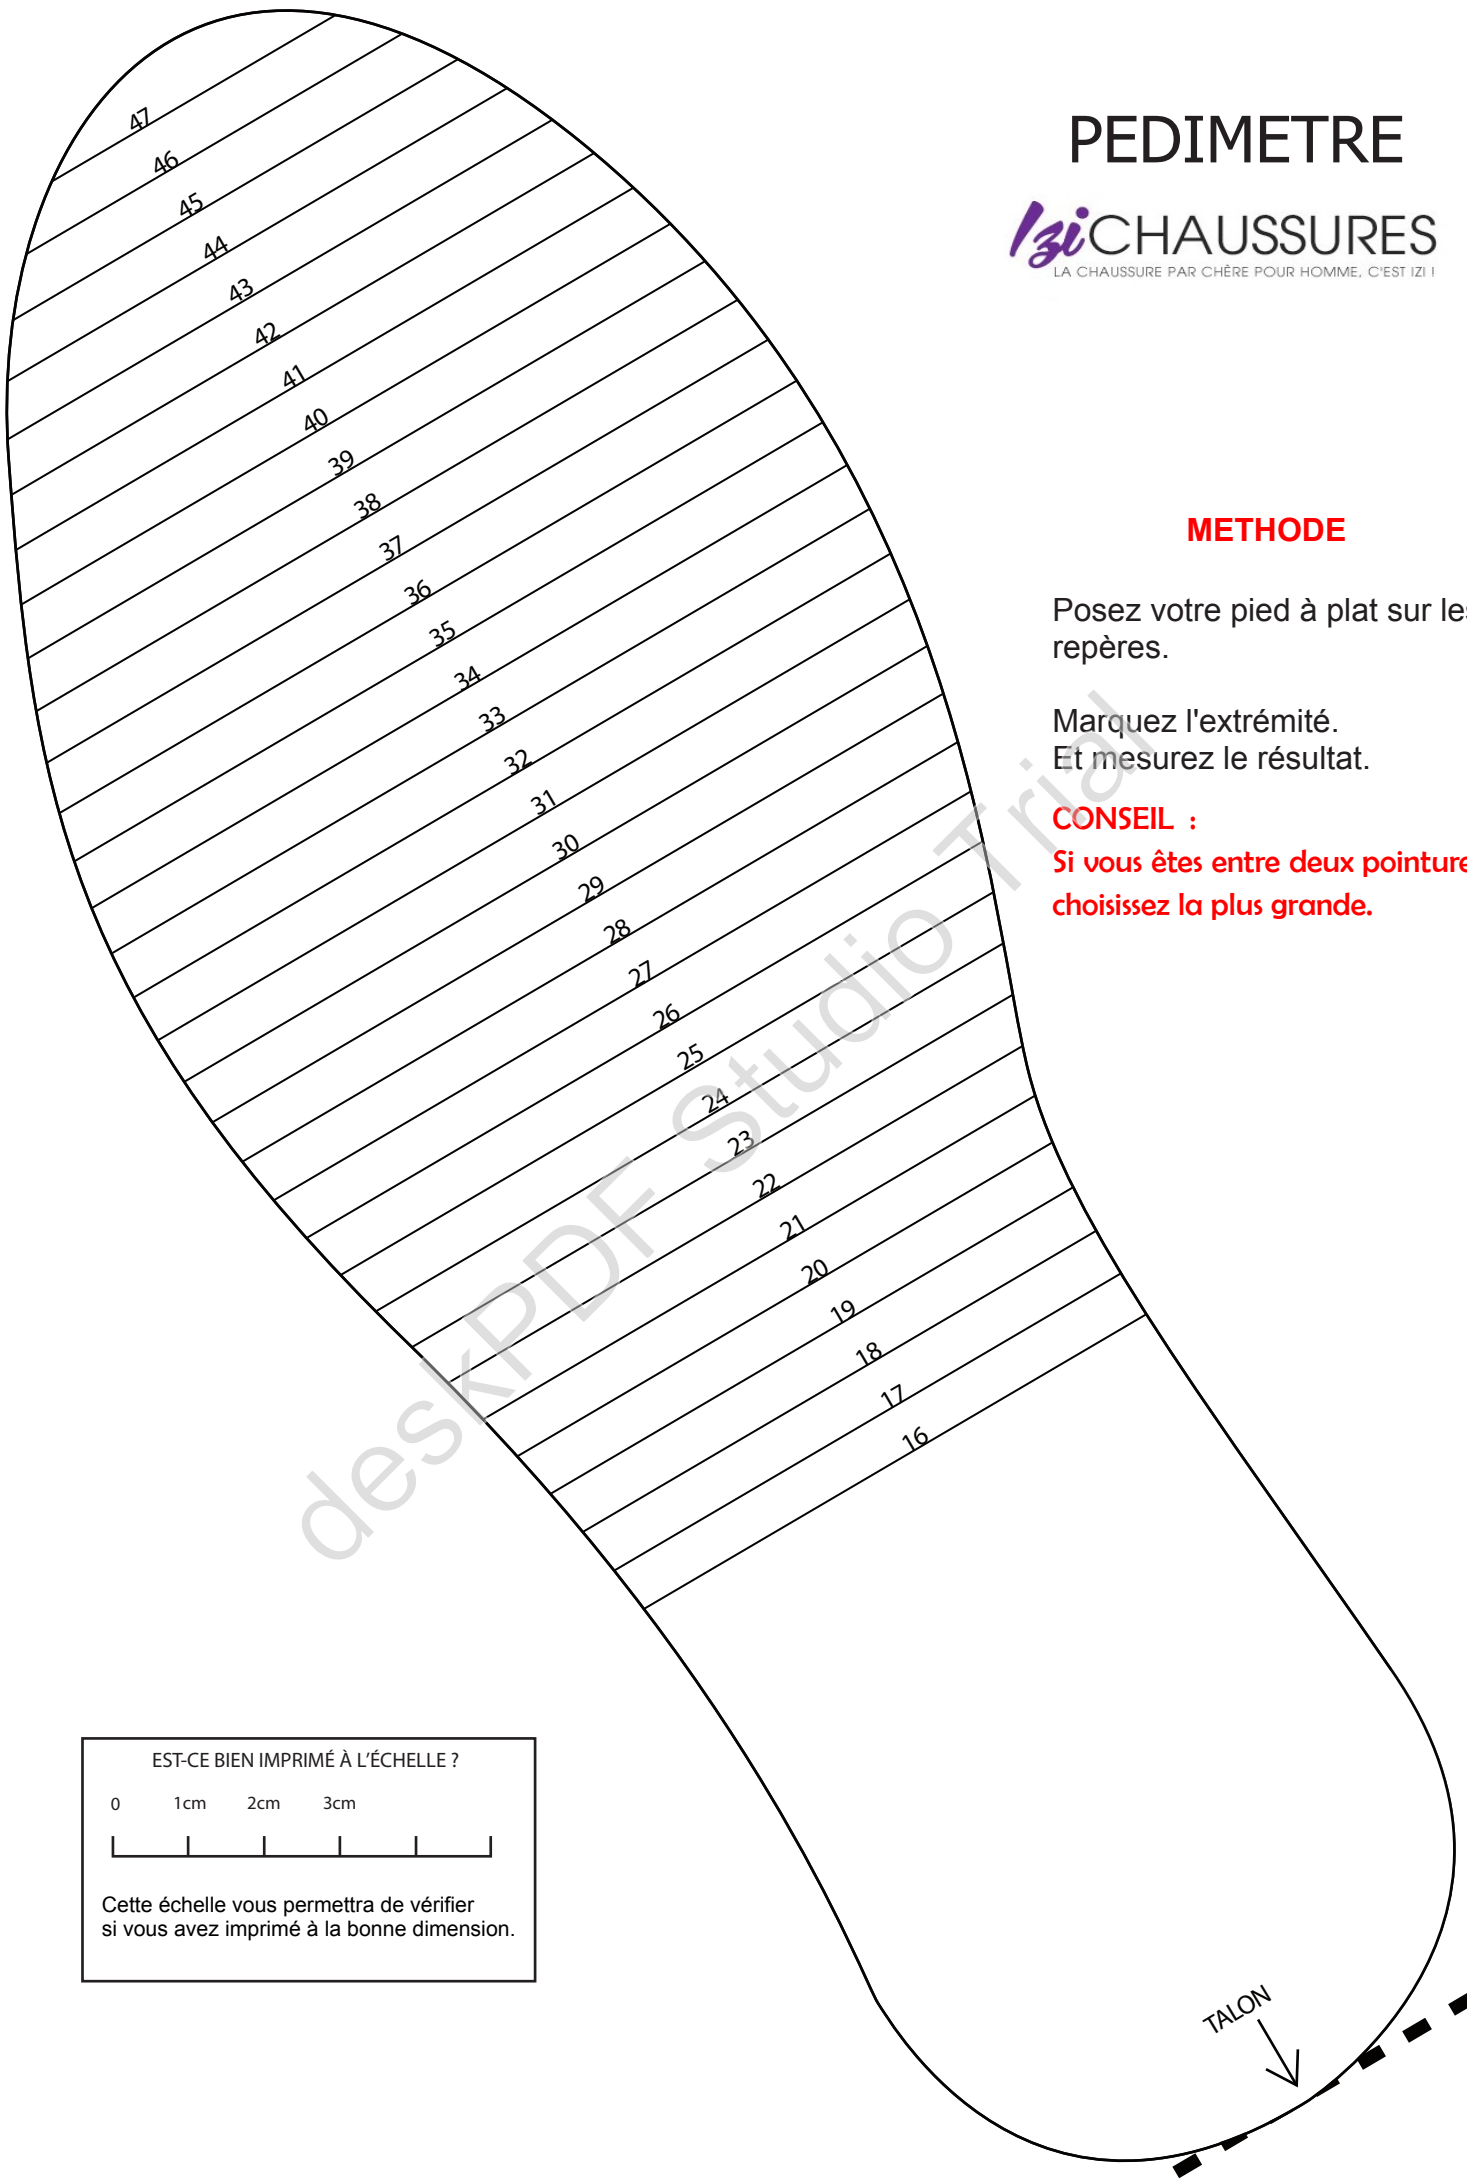 PEDIMETRE
IziCHAUSSURES
LA CHAUSSURE PAR CHÈRE POUR HOMME, C'EST IZI !
47
46
45
44
43
42
41
40
39
38
37
36
35
34
33
32
31
30
29
28
27
26
25
24
23
22
21
20
19
18
17
16
METHODE
Posez votre pied à plat sur les
repères.
Marquez l'extrémité.
Et mesurez le résultat.
CONSEIL :
Si vous êtes entre deux pointure
choisissez la plus grande.
deskPDF Studio Trial
EST-CE BIEN IMPRIMÉ À L'ÉCHELLE ?
0 1cm 2cm 3cm
Cette échelle vous permettra de vérifier
si vous avez imprimé à la bonne dimension.
TALON